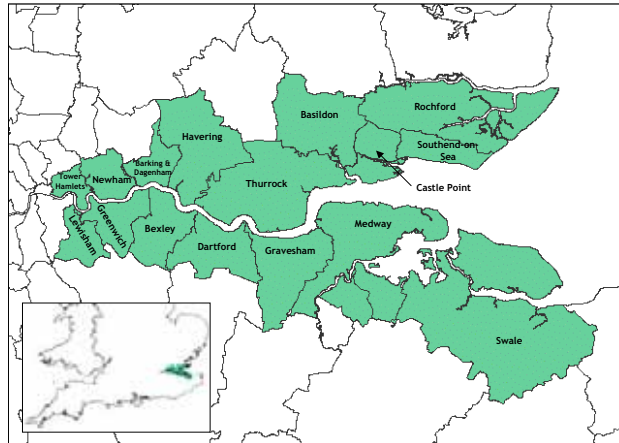 Rochford
Basildon
Havering
Southend-on
Sea
Barking &
Dagenham
Tower
Hamlets
Newham
Thurrock
Castle Point
Lewisham
Greenwich
Bexley
Dartford
Gravesham
Medway
Swale